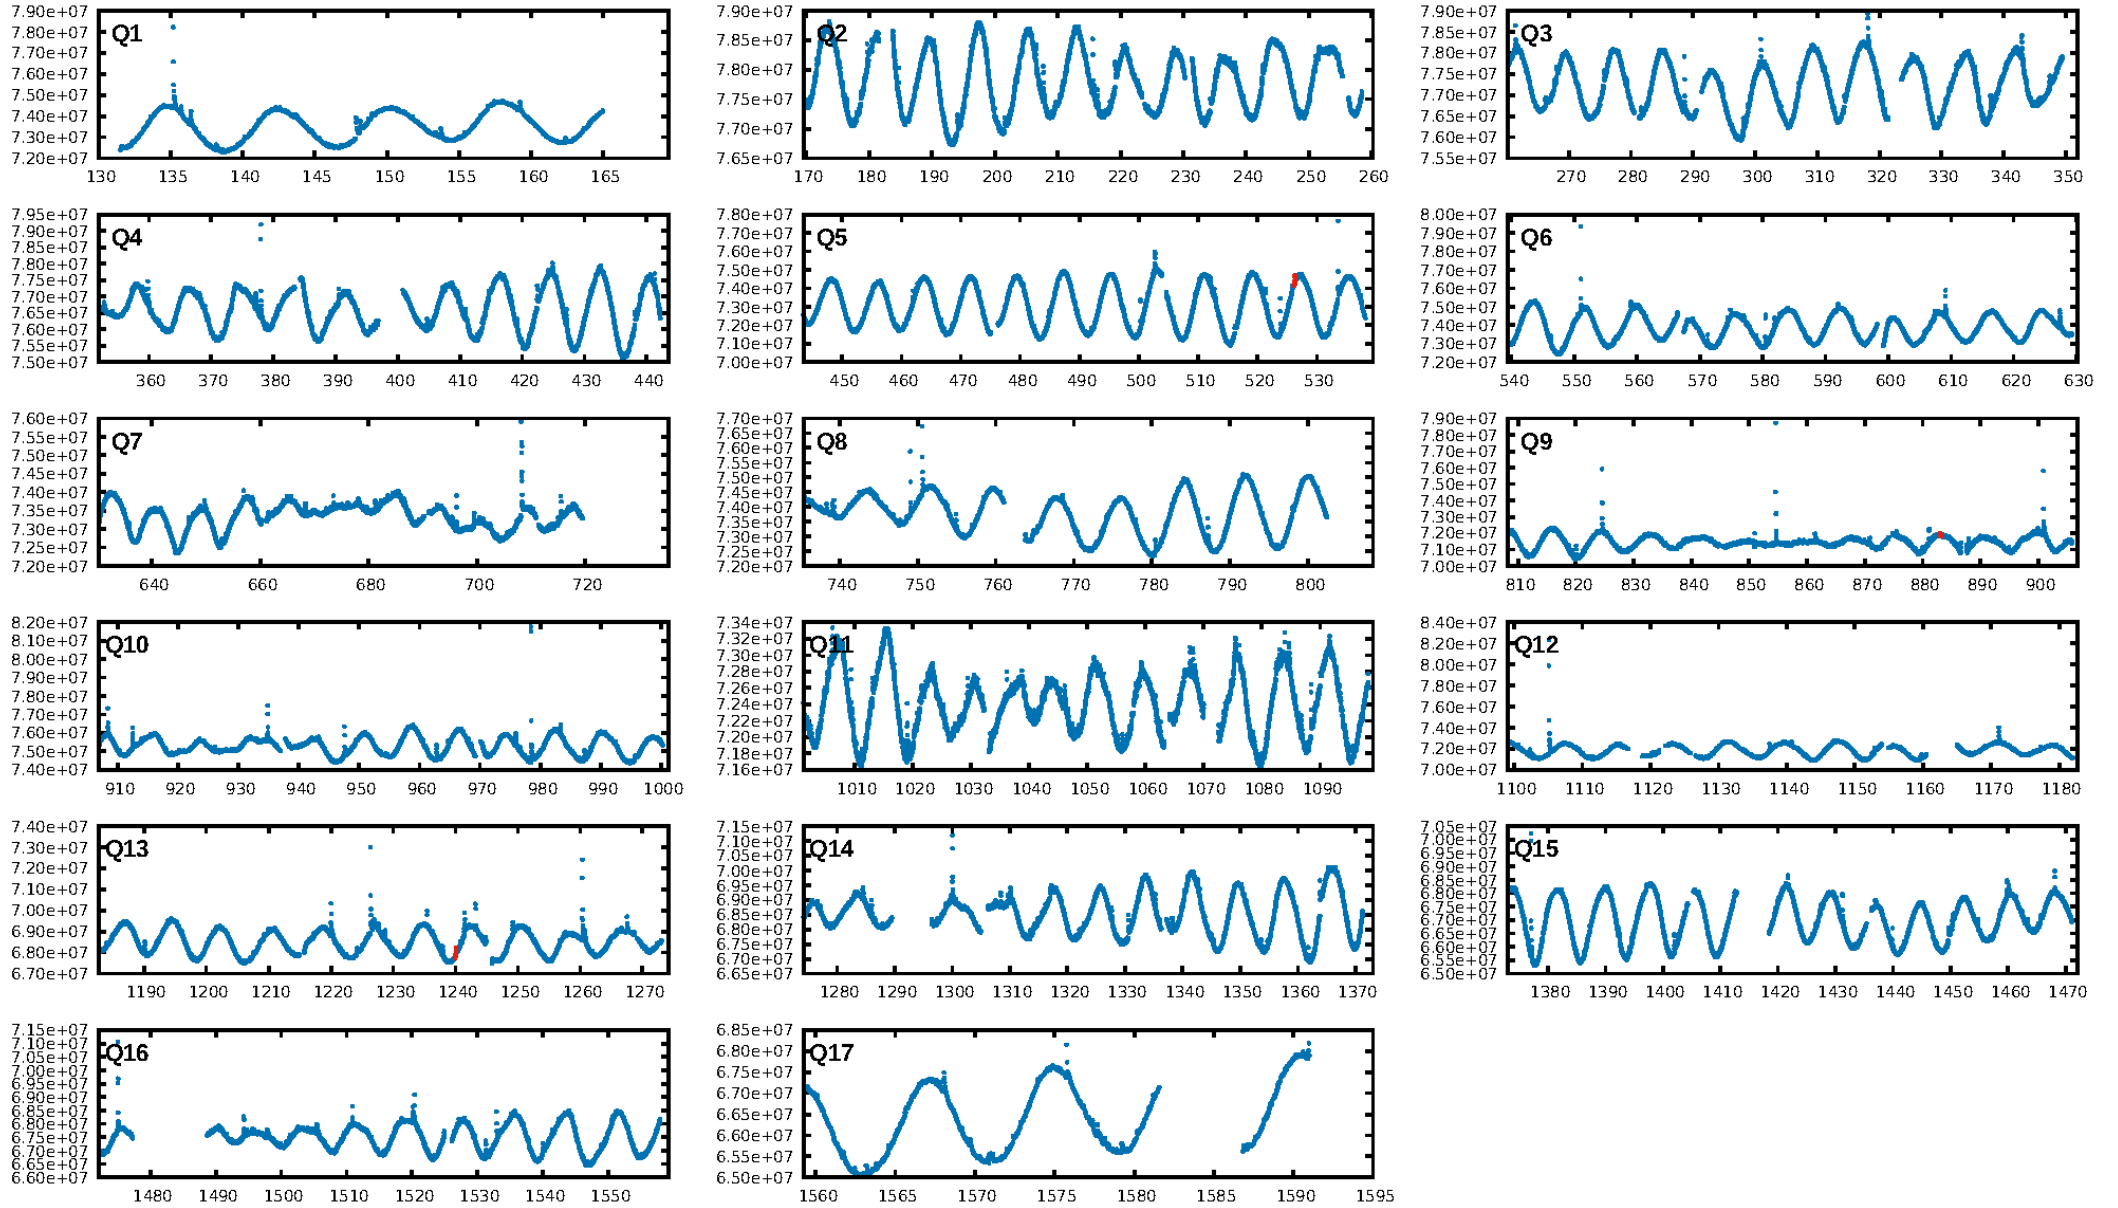 Q1
7.90e+07
7.80e+07
7.70e+07
7.60e+07
7.50e+07
7.40e+07
7.30e+07
7.20e+07
130 135 140 145 150 155 160 165
Q2
7.90e+07
7.85e+07
7.80e+07
7.75e+07
7.70e+07
7.65e+07
170 180 190 200 210 220 230 240 250 260
Q3
7.90e+07
7.85e+07
7.80e+07
7.75e+07
7.70e+07
7.65e+07
7.60e+07
7.55e+07
270 280 290 300 310 320 330 340 350
Q4
7.95e+07
7.90e+07
7.85e+07
7.80e+07
7.75e+07
7.70e+07
7.65e+07
7.60e+07
7.55e+07
7.50e+07
360 370 380 390 400 410 420 430 440
Q5
7.80e+07
7.70e+07
7.60e+07
7.50e+07
7.40e+07
7.30e+07
7.20e+07
7.10e+07
7.00e+07
450 460 470 480 490 500 510 520 530
Q6
8.00e+07
7.90e+07
7.80e+07
7.70e+07
7.60e+07
7.50e+07
7.40e+07
7.30e+07
7.20e+07
540 550 560 570 580 590 600 610 620 630
Q7
7.60e+07
7.55e+07
7.50e+07
7.45e+07
7.40e+07
7.35e+07
7.30e+07
7.25e+07
7.20e+07
640 660 680 700 720
Q8
7.70e+07
7.65e+07
7.60e+07
7.55e+07
7.50e+07
7.45e+07
7.40e+07
7.35e+07
7.30e+07
7.25e+07
7.20e+07
740 750 760 770 780 790 800
Q9
7.90e+07
7.80e+07
7.70e+07
7.60e+07
7.50e+07
7.40e+07
7.30e+07
7.20e+07
7.10e+07
7.00e+07
810 820 830 840 850 860 870 880 890 900
Q10
8.20e+07
8.10e+07
8.00e+07
7.90e+07
7.80e+07
7.70e+07
7.60e+07
7.50e+07
7.40e+07
910 920 930 940 950 960 970 980 990 1000
Q11
7.34e+07
7.32e+07
7.30e+07
7.28e+07
7.26e+07
7.24e+07
7.22e+07
7.20e+07
7.18e+07
7.16e+07
1010 1020 1030 1040 1050 1060 1070 1080 1090
Q12
8.40e+07
8.20e+07
8.00e+07
7.80e+07
7.60e+07
7.40e+07
7.20e+07
7.00e+07
1100 1110 1120 1130 1140 1150 1160 1170 1180
Q13
7.40e+07
7.30e+07
7.20e+07
7.10e+07
7.00e+07
6.90e+07
6.80e+07
6.70e+07
1190 1200 1210 1220 1230 1240 1250 1260 1270
Q14
7.15e+07
7.10e+07
7.05e+07
7.00e+07
6.95e+07
6.90e+07
6.85e+07
6.80e+07
6.75e+07
6.70e+07
6.65e+07
1280 1290 1300 1310 1320 1330 1340 1350 1360 1370
Q15
7.05e+07
7.00e+07
6.95e+07
6.90e+07
6.85e+07
6.80e+07
6.75e+07
6.70e+07
6.65e+07
6.60e+07
6.55e+07
6.50e+07
1380 1390 1400 1410 1420 1430 1440 1450 1460 1470
Q16
7.15e+07
7.10e+07
7.05e+07
7.00e+07
6.95e+07
6.90e+07
6.85e+07
6.80e+07
6.75e+07
6.70e+07
6.65e+07
6.60e+07
1480 1490 1500 1510 1520 1530 1540 1550
Q17
6.85e+07
6.80e+07
6.75e+07
6.70e+07
6.65e+07
6.60e+07
6.55e+07
6.50e+07
1560 1565 1570 1575 1580 1585 1590 1595